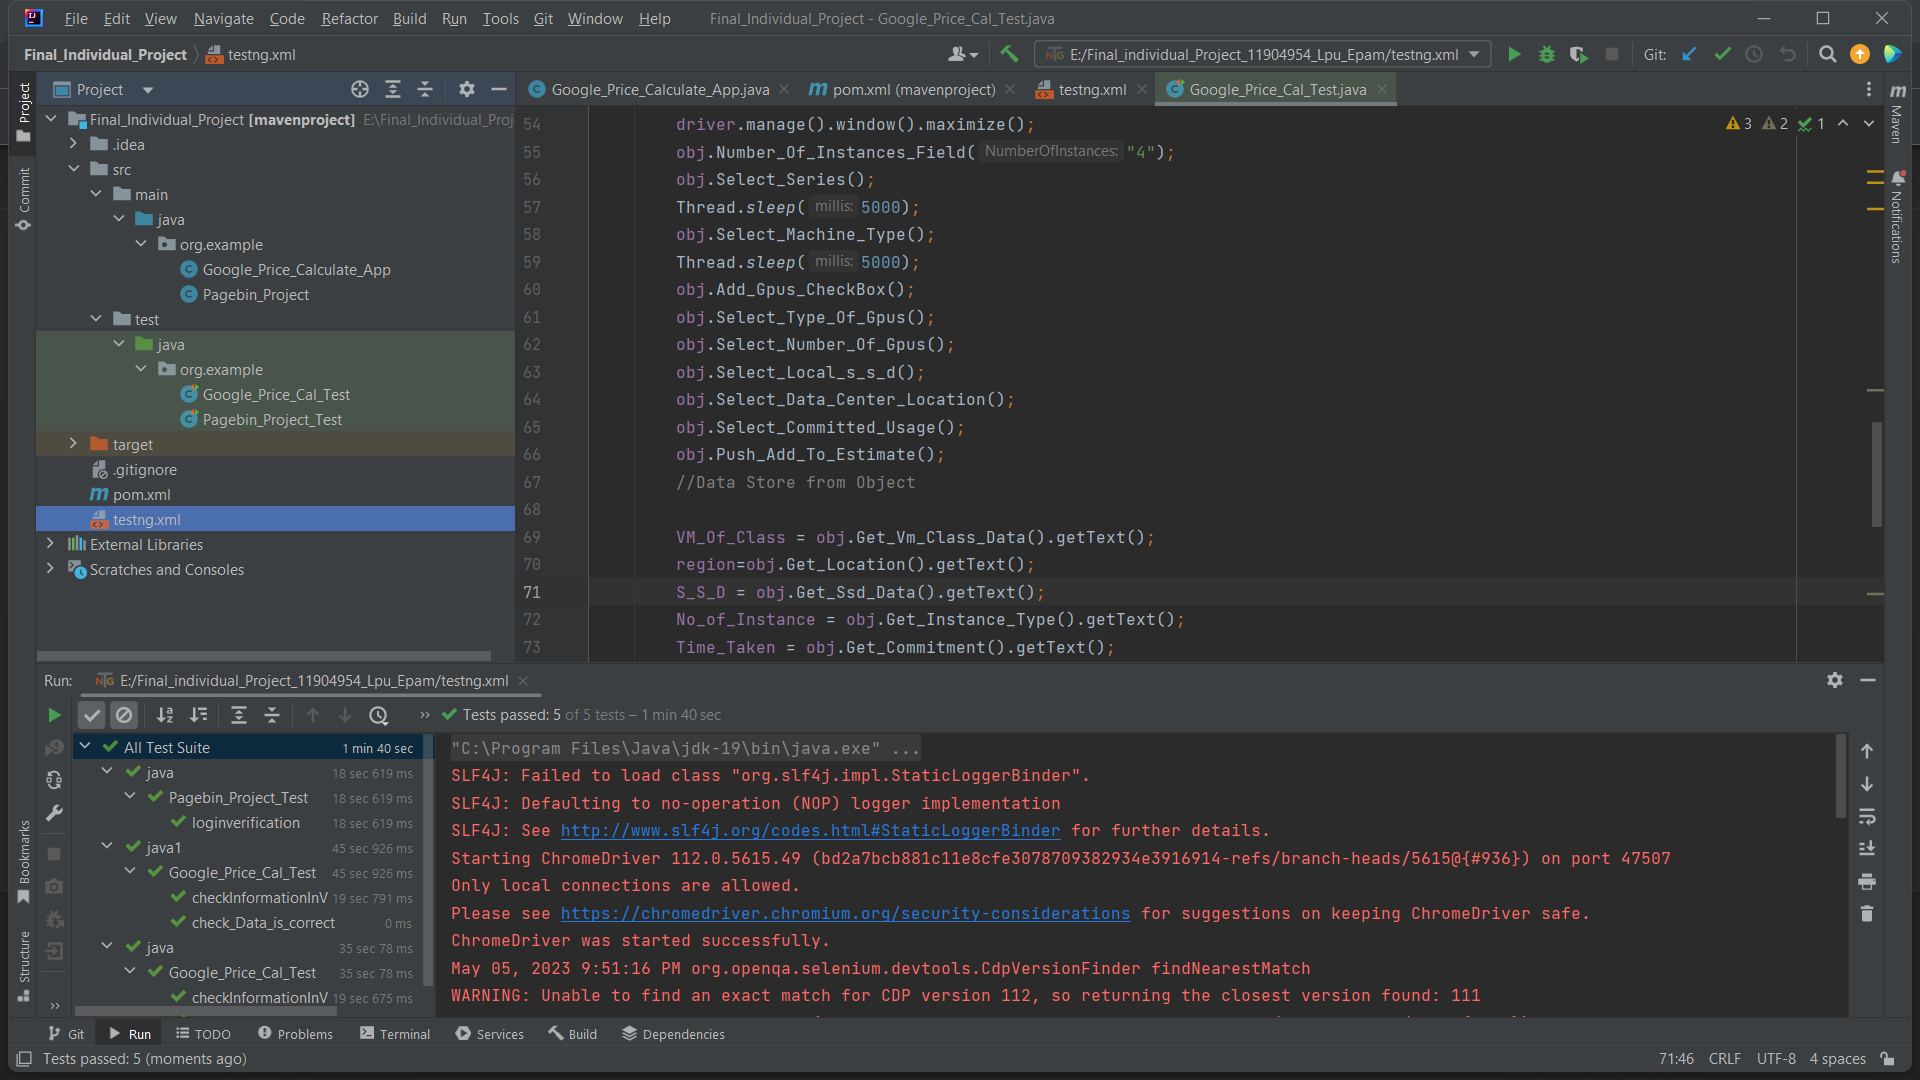 File Edit View Navigate Code Refactor Build Run Tools Git Window Help Final_Individual_Project - Google_Price_Cal_Test.java
Final_Individual_Project testng.xml E:/Final_individual_Project_11904954_Lpu_Epam/testng.xml Git:
Project Google_Price_Calculate_App.java pom.xml (mavenproject) testng.xml Google_Price_Cal_Test.java
Project
Commit
Bookmarks
Structure
Maven
Notifications
Final_Individual_Project [mavenproject] E:\Final_Individual_Proj
.idea
src
main
java
org.example
Google_Price_Calculate_App
Pagebin_Project
test
java
org.example
Google_Price_Cal_Test
Pagebin_Project_Test
target
.gitignore
pom.xml
testng.xml
External Libraries
Scratches and Consoles
3 2 1
54 driver.manage().window().maximize();
55 obj.Number_Of_Instances_Field( NumberOfInstances: "4");
56 obj.Select_Series();
57 Thread.sleep( millis: 5000);
58 obj.Select_Machine_Type();
59 Thread.sleep( millis: 5000);
60 obj.Add_Gpus_CheckBox();
61 obj.Select_Type_Of_Gpus();
62 obj.Select_Number_Of_Gpus();
63 obj.Select_Local_s_s_d();
64 obj.Select_Data_Center_Location();
65 obj.Select_Committed_Usage();
66 obj.Push_Add_To_Estimate();
67 //Data Store from Object
68
69 VM_Of_Class = obj.Get_Vm_Class_Data().getText();
70 region=obj.Get_Location().getText();
71 S_S_D = obj.Get_Ssd_Data().getText();
72 No_of_Instance = obj.Get_Instance_Type().getText();
73 Time_Taken = obj.Get_Commitment().getText();
Run: E:/Final_individual_Project_11904954_Lpu_Epam/testng.xml
Tests passed: 5 of 5 tests – 1 min 40 sec
All Test Suite 1 min 40 sec
java 18 sec 619 ms
Pagebin_Project_Test 18 sec 619 ms
loginverification 18 sec 619 ms
java1 45 sec 926 ms
Google_Price_Cal_Test 45 sec 926 ms
checkInformationInV 19 sec 791 ms
check_Data_is_correct 0 ms
java 35 sec 78 ms
Google_Price_Cal_Test 35 sec 78 ms
checkInformationInV 19 sec 675 ms
"C:\Program Files\Java\jdk-19\bin\java.exe" ...
SLF4J: Failed to load class "org.slf4j.impl.StaticLoggerBinder".
SLF4J: Defaulting to no-operation (NOP) logger implementation
SLF4J: See http://www.slf4j.org/codes.html#StaticLoggerBinder for further details.
Starting ChromeDriver 112.0.5615.49 (bd2a7bcb881c11e8cfe3078709382934e3916914-refs/branch-heads/5615@{#936}) on port 47507
Only local connections are allowed.
Please see https://chromedriver.chromium.org/security-considerations for suggestions on keeping ChromeDriver safe.
ChromeDriver was started successfully.
May 05, 2023 9:51:16 PM org.openqa.selenium.devtools.CdpVersionFinder findNearestMatch
WARNING: Unable to find an exact match for CDP version 112, so returning the closest version found: 111
Git Run TODO Problems Terminal Services Build Dependencies
Tests passed: 5 (moments ago) 71:46 CRLF UTF-8 4 spaces